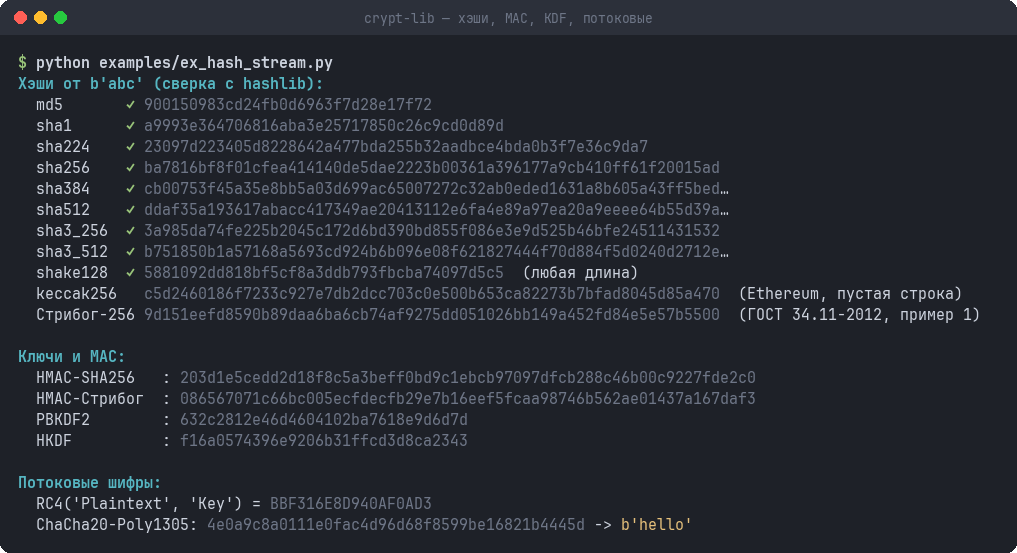 crypt-lib — хэши, MAC, KDF, потоковые
$ python examples/ex_hash_stream.py
Хэши от b'abc' (сверка с hashlib):
md5 ✓ 900150983cd24fb0d6963f7d28e17f72
sha1 ✓ a9993e364706816aba3e25717850c26c9cd0d89d
sha224 ✓ 23097d223405d8228642a477bda255b32aadbce4bda0b3f7e36c9da7
sha256 ✓ ba7816bf8f01cfea414140de5dae2223b00361a396177a9cb410ff61f20015ad
sha384 ✓ cb00753f45a35e8bb5a03d699ac65007272c32ab0eded1631a8b605a43ff5bed…
sha512 ✓ ddaf35a193617abacc417349ae20413112e6fa4e89a97ea20a9eeee64b55d39a…
sha3_256 ✓ 3a985da74fe225b2045c172d6bd390bd855f086e3e9d525b46bfe24511431532
sha3_512 ✓ b751850b1a57168a5693cd924b6b096e08f621827444f70d884f5d0240d2712e…
shake128 ✓ 5881092dd818bf5cf8a3ddb793fbcba74097d5c5 (любая длина)
keccak256 c5d2460186f7233c927e7db2dcc703c0e500b653ca82273b7bfad8045d85a470 (Ethereum, пустая строка)
Стрибог-256 9d151eefd8590b89daa6ba6cb74af9275dd051026bb149a452fd84e5e57b5500 (ГОСТ 34.11-2012, пример 1)
Ключи и MAC:
HMAC-SHA256 : 203d1e5cedd2d18f8c5a3beff0bd9c1ebcb97097dfcb288c46b00c9227fde2c0
HMAC-Стрибог : 086567071c66bc005ecfdecfb29e7b16eef5fcaa98746b562ae01437a167daf3
PBKDF2 : 632c2812e46d4604102ba7618e9d6d7d
HKDF : f16a0574396e9206b31ffcd3d8ca2343
Потоковые шифры:
RC4('Plaintext', 'Key') = BBF316E8D940AF0AD3
ChaCha20-Poly1305: 4e0a9c8a0111e0fac4d96d68f8599be16821b4445d -> b'hello'